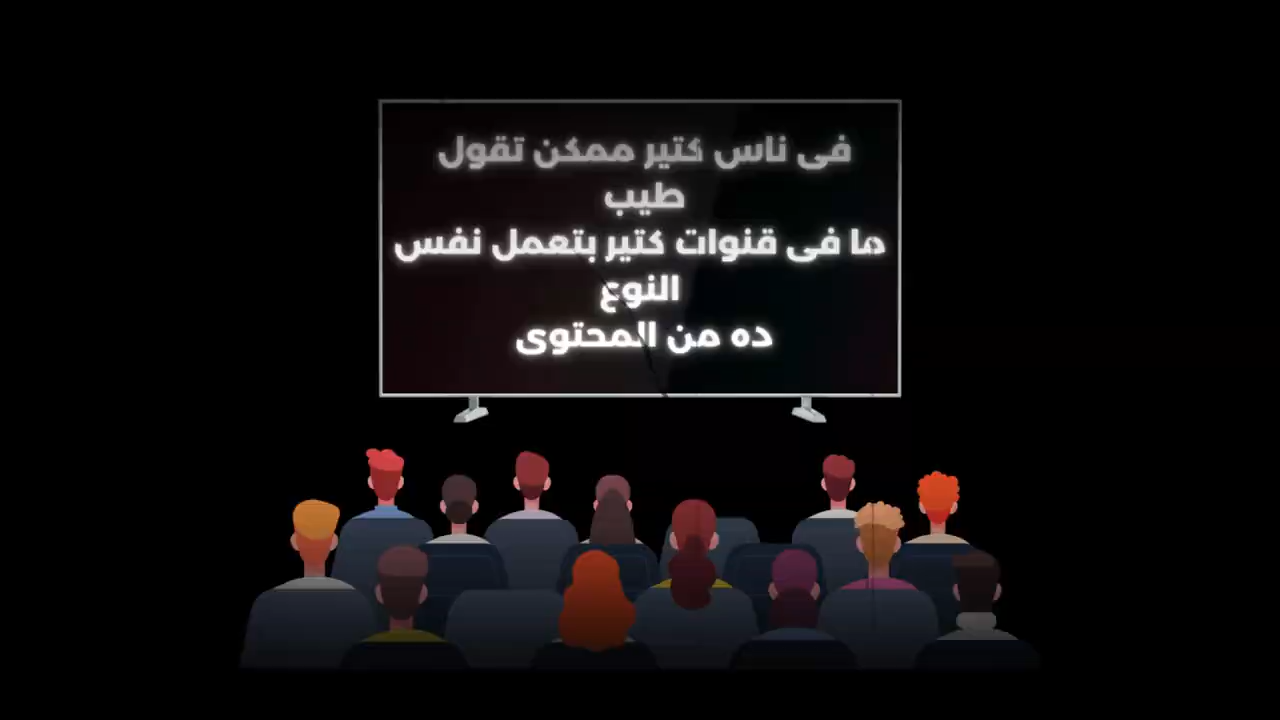 فى ناس كتير ممكن تقول
طيب
ما فى قنوات كتير بتعمل نفس
النوع
ده من المحتوى